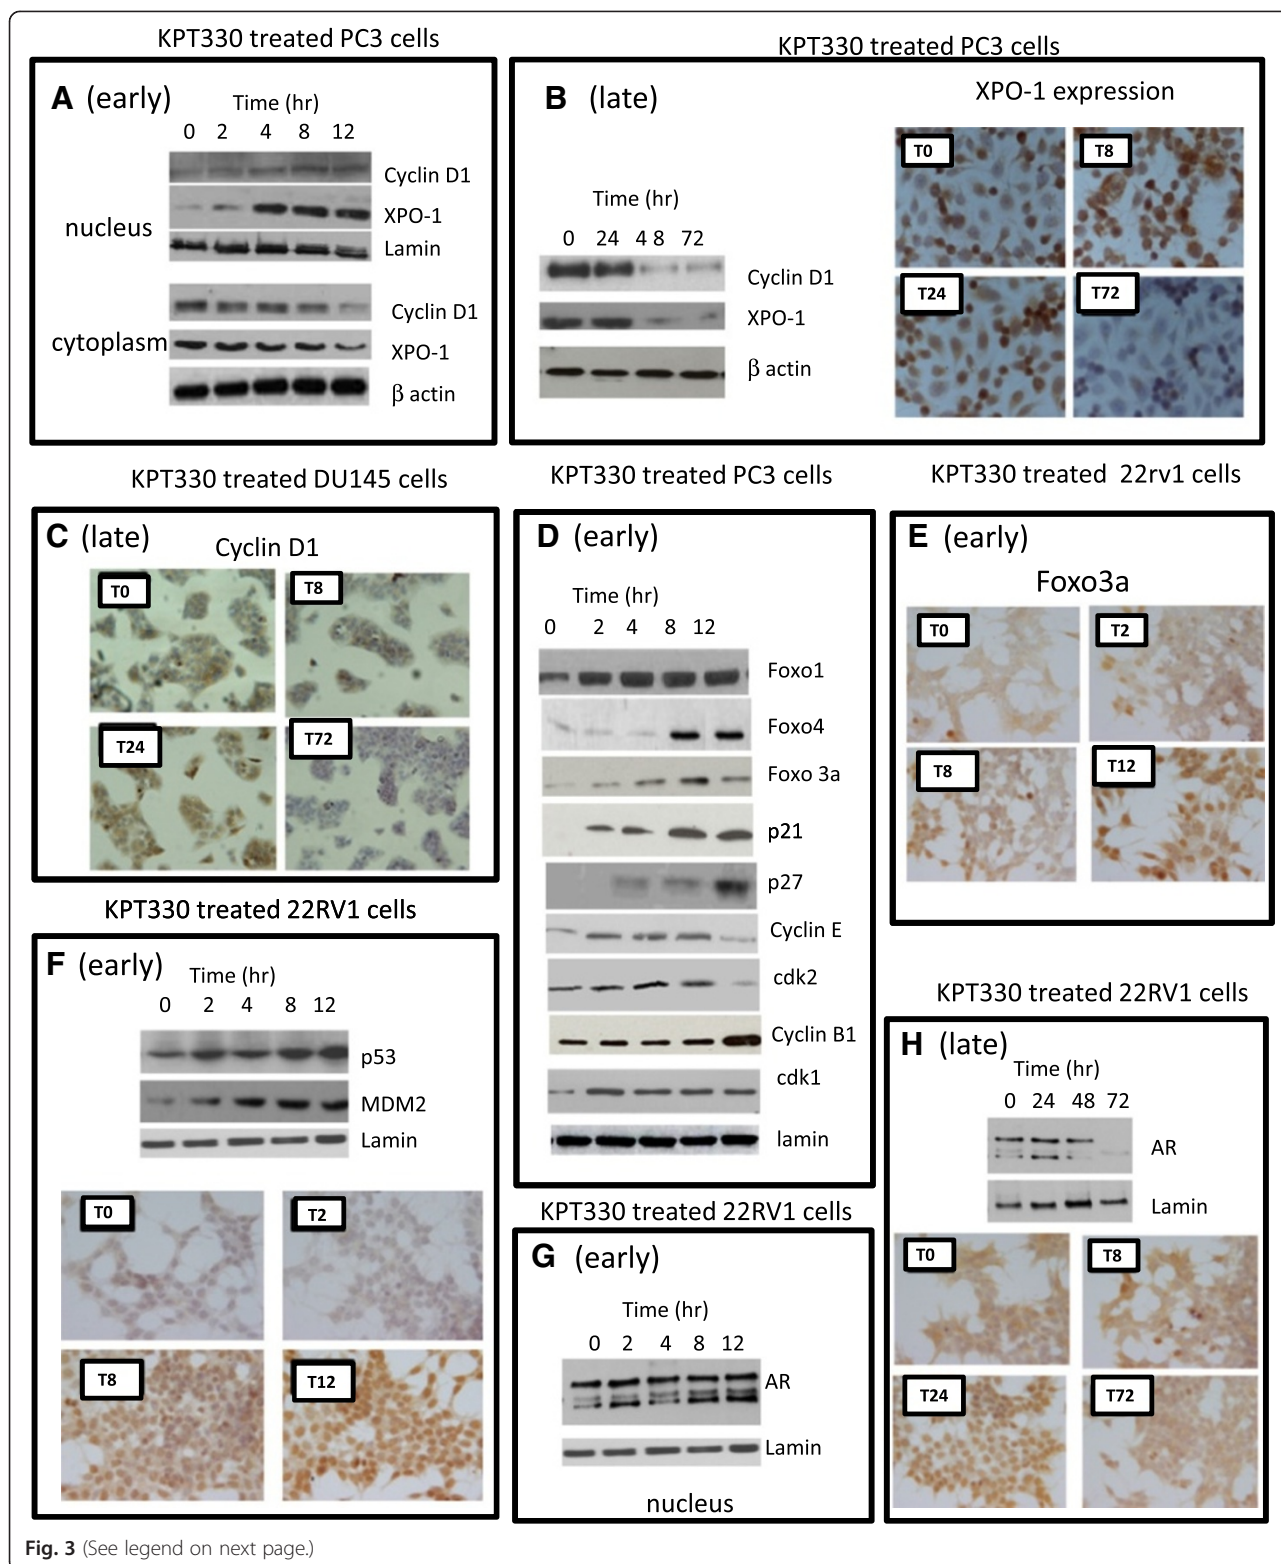 KPT330 treated PC3 cells
A (early)
Time (hr)
0 2 4 8 12
Cyclin D1
XPO-1
nucleus
Lamin
Cyclin D1
cytoplasm
XPO-1
β actin
KPT330 treated PC3 cells
B (late)
XPO-1 expression
Time (hr)
0 24 4 8 72
Cyclin D1
XPO-1
β actin
T0
T8
T24
T72
KPT330 treated DU145 cells
C (late)
Cyclin D1
T0
T8
T24
T72
KPT330 treated PC3 cells
D (early)
Time (hr)
0 2 4 8 12
Foxo1
Foxo4
Foxo 3a
p21
p27
Cyclin E
cdk2
Cyclin B1
cdk1
lamin
KPT330 treated 22rv1 cells
E (early)
Foxo3a
T0
T2
T8
T12
KPT330 treated 22RV1 cells
F (early)
Time (hr)
0 2 4 8 12
p53
MDM2
Lamin
T0
T2
T8
T12
KPT330 treated 22RV1 cells
G (early)
Time (hr)
0 2 4 8 12
AR
Lamin
nucleus
KPT330 treated 22RV1 cells
H (late)
Time (hr)
0 24 48 72
AR
Lamin
T0
T8
T24
T72
Fig. 3 (See legend on next page.)